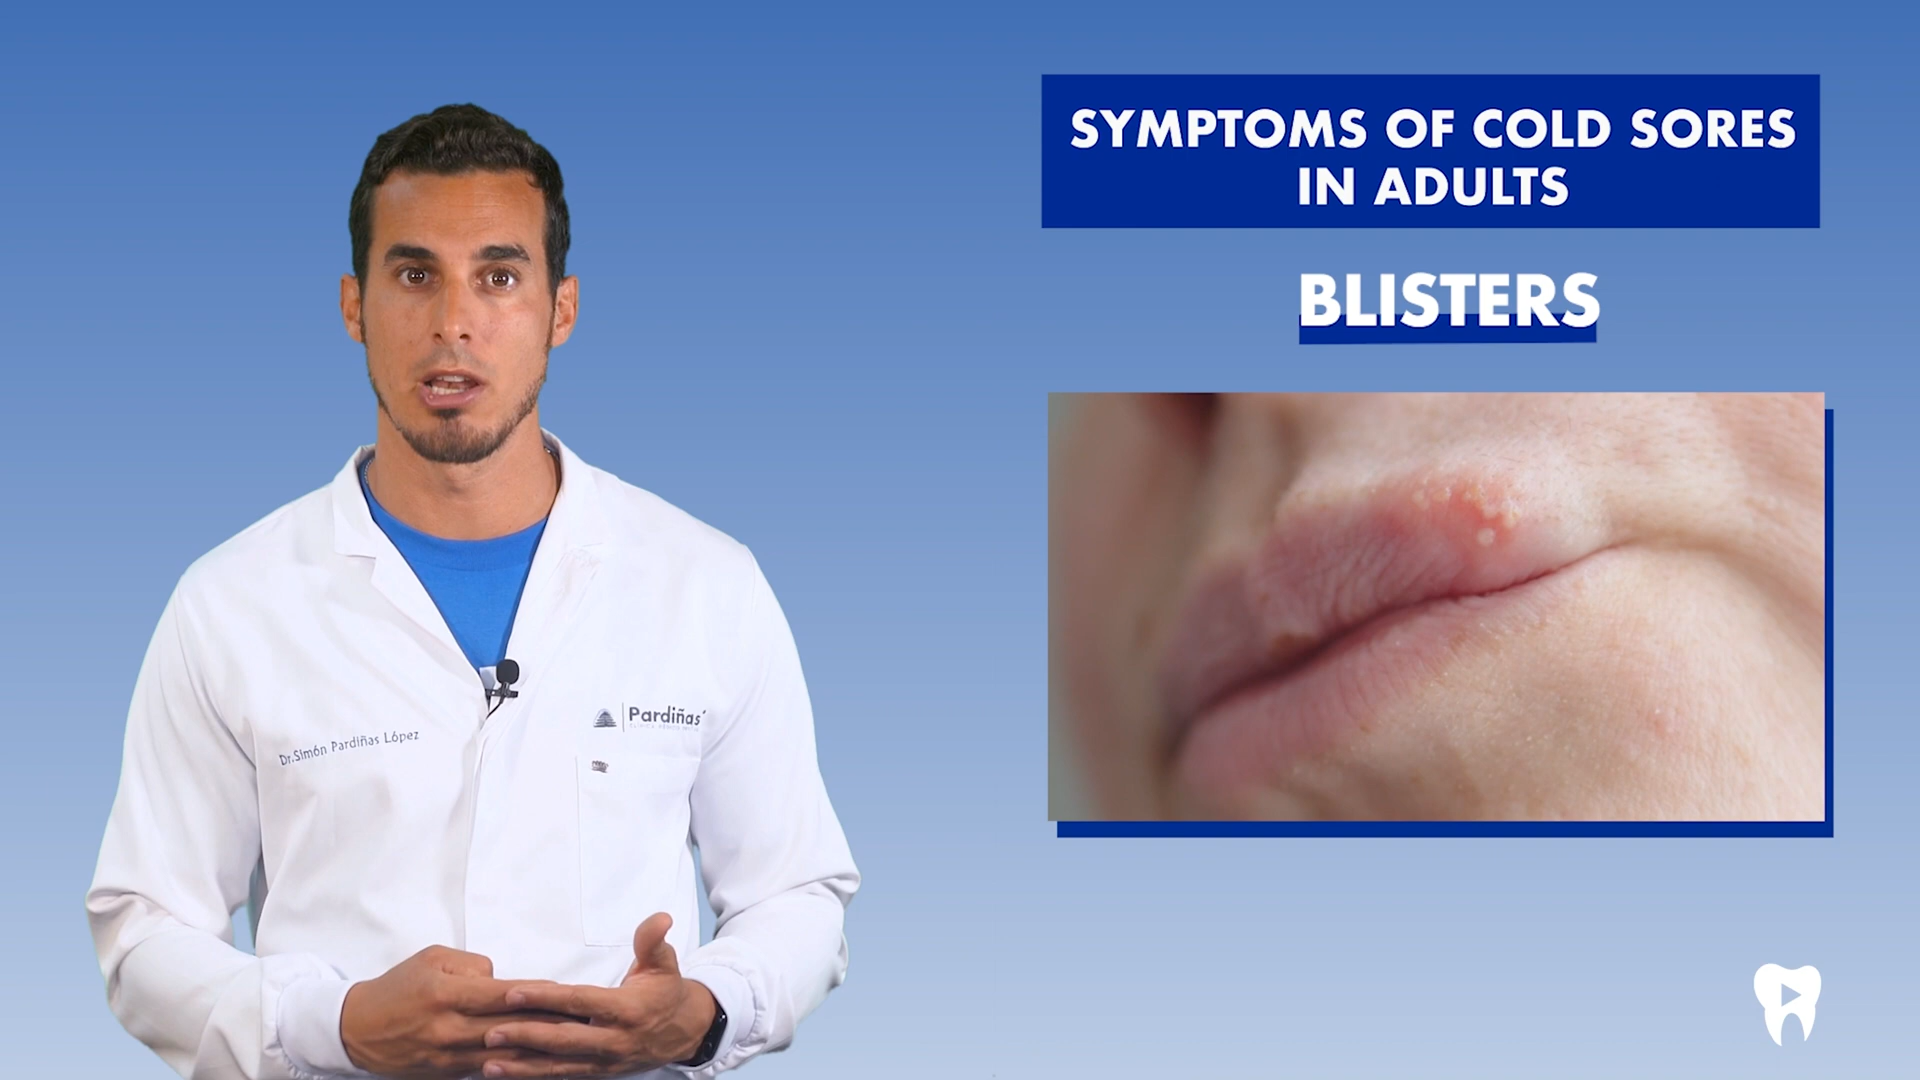 SYMPTOMS OF COLD SORES
IN ADULTS
BLISTERS
Dr.Simón Pardiñas López
Pardiñas